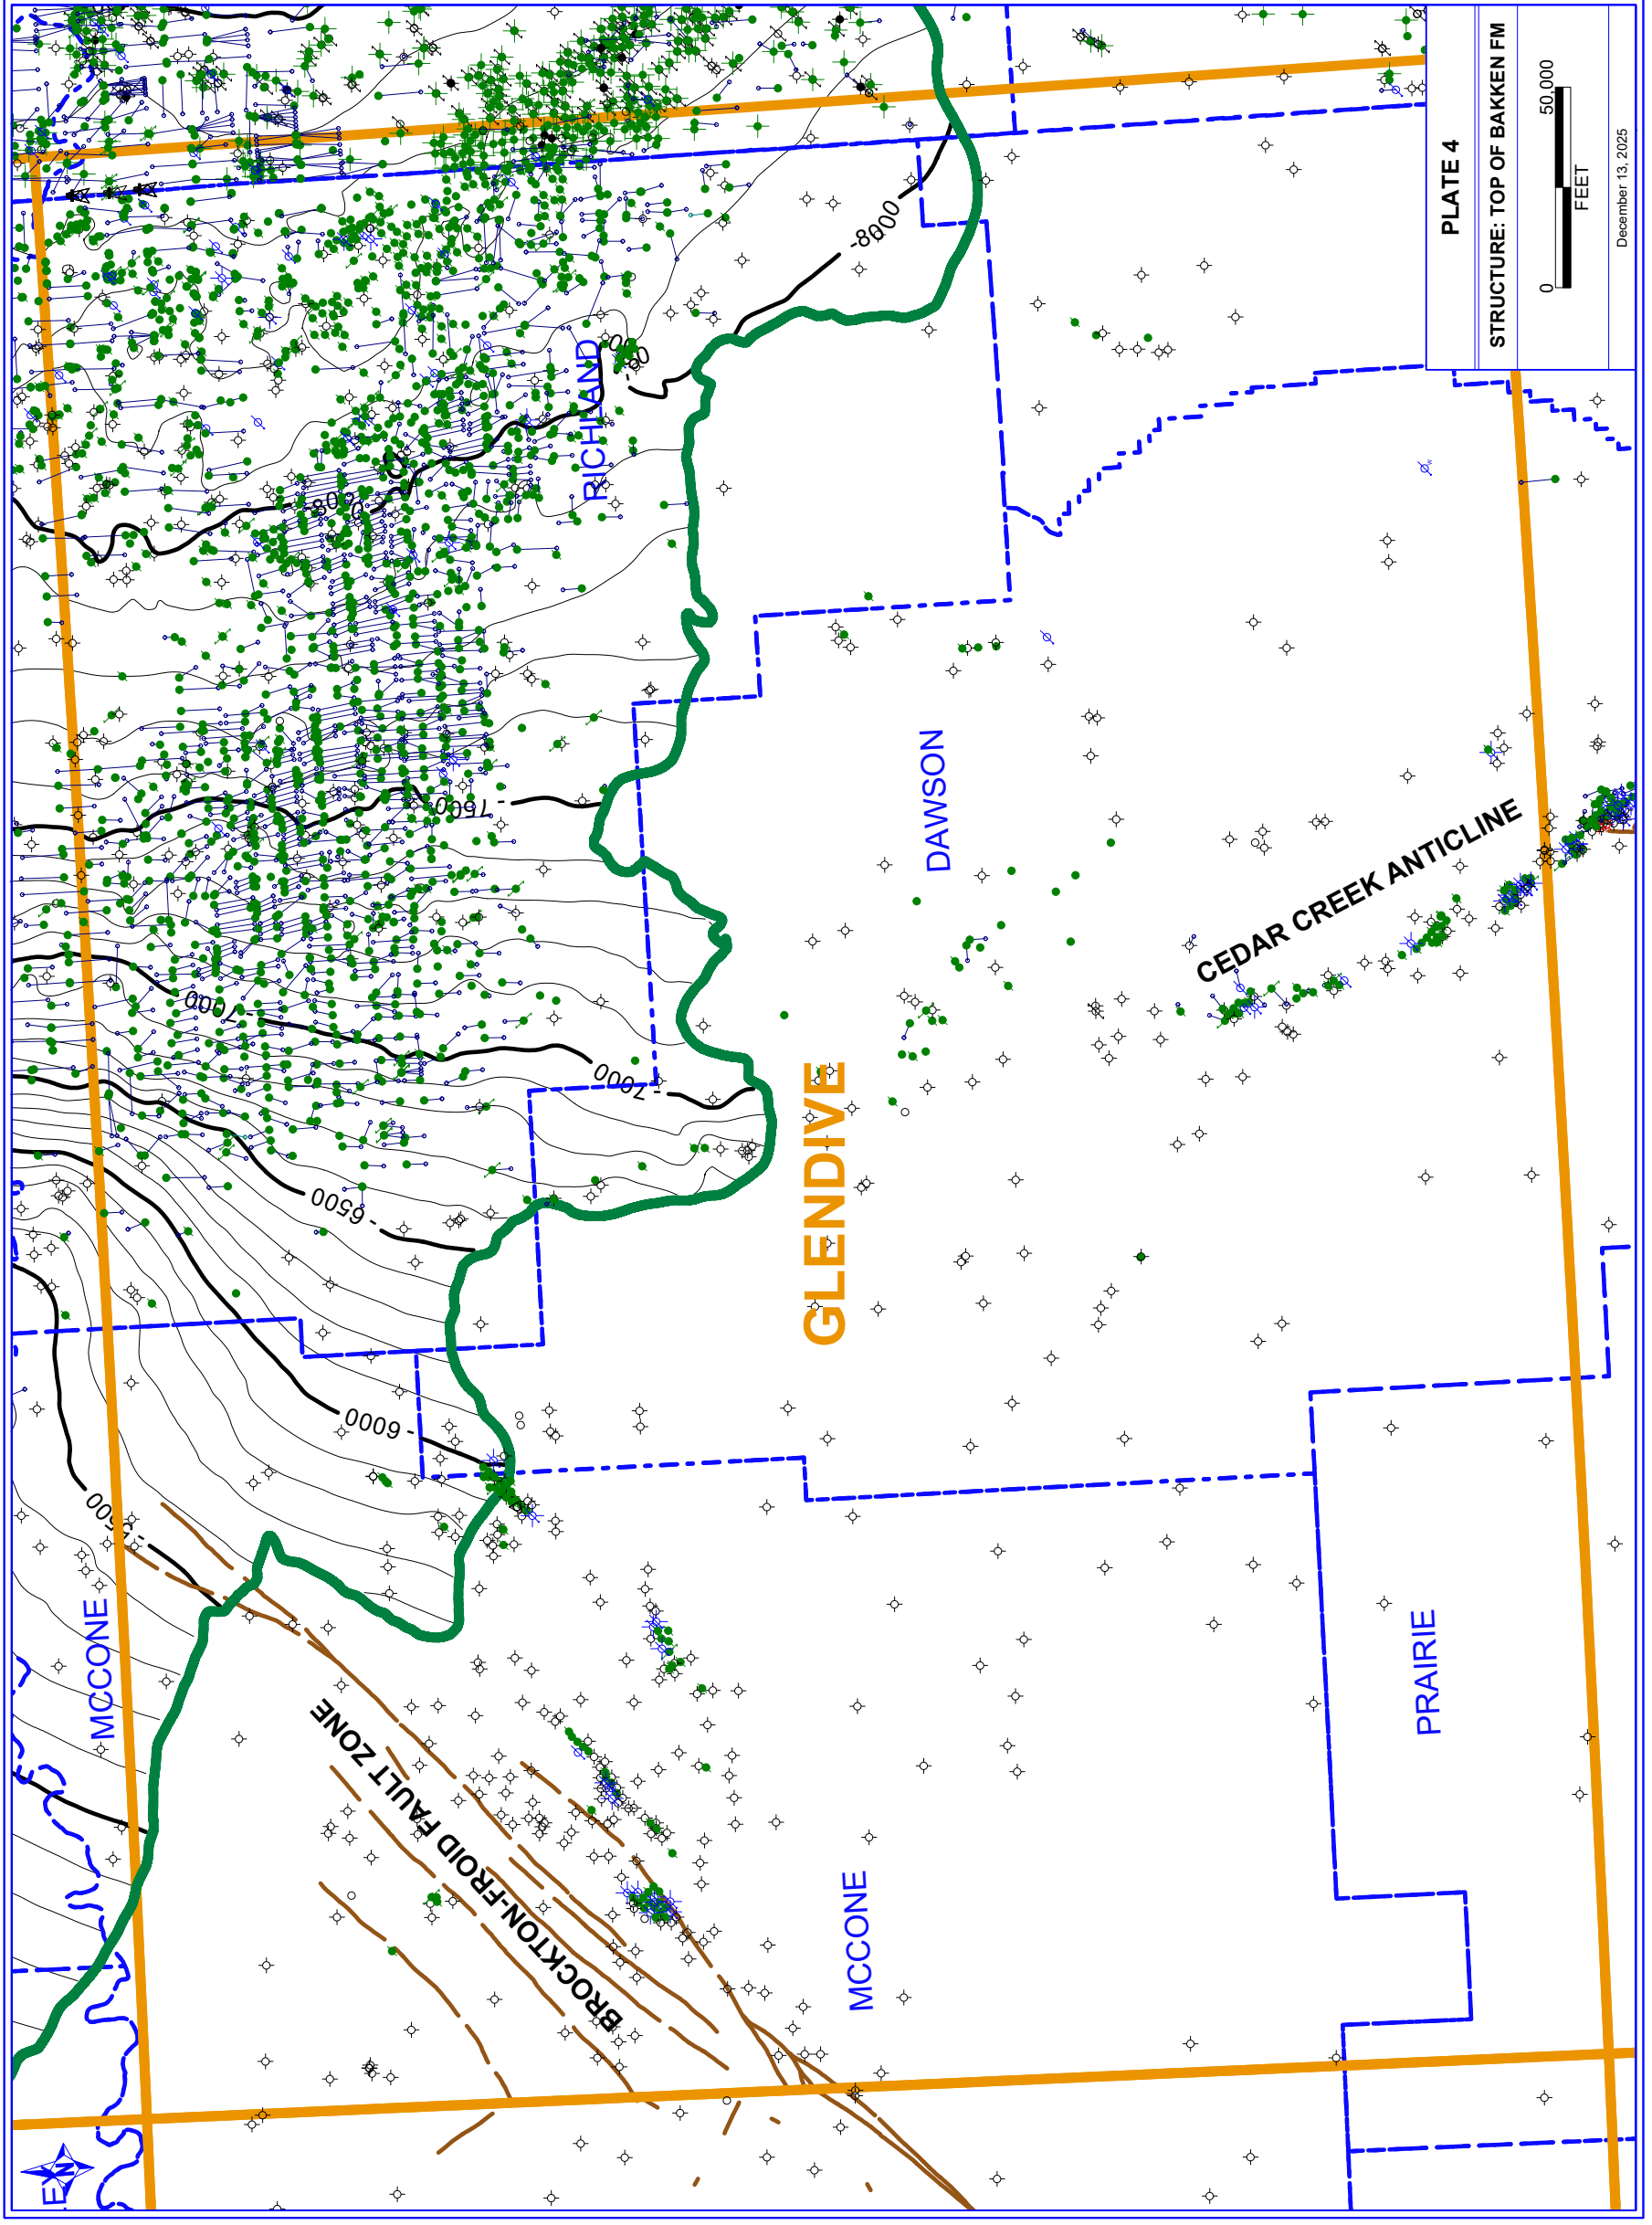 PLATE 4
STRUCTURE: TOP OF BAKKEN FM
0
50,000
FEET
December 13, 2025
RICHLAND
DAWSON
MCCONE
MCCONE
PRAIRIE
GLENDIVE
CEDAR CREEK ANTICLINE
BROCKTON-FROID FAULT ZONE
-8000
- 7600
- 7000
- 7000
- 6500
- 6000
N